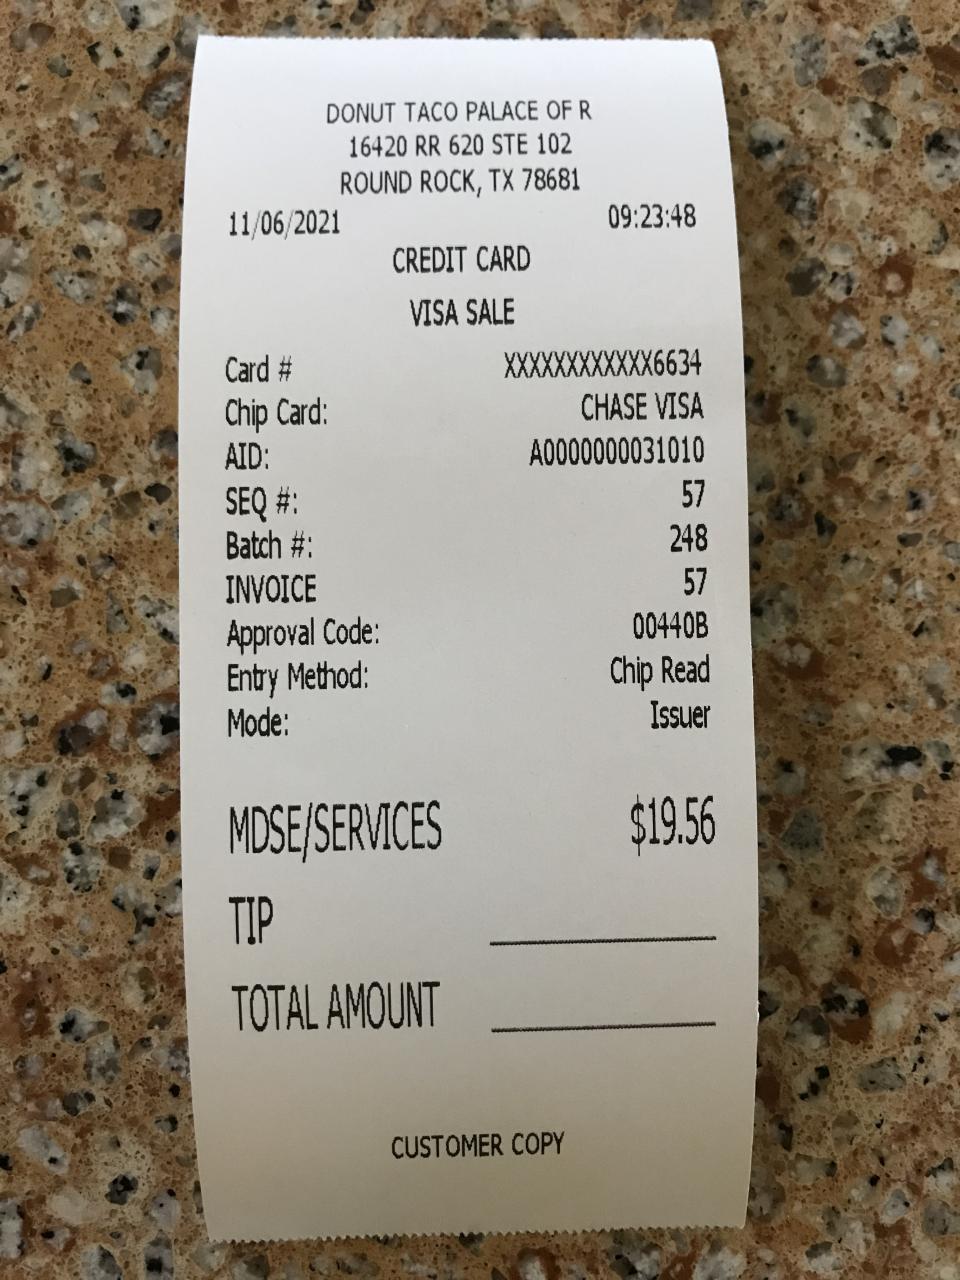 DONUT TACO PALACE OF R
16420 RR 620 STE 102
ROUND ROCK, TX 78681
11/06/2021 09:23:48
CREDIT CARD
VISA SALE
Card # XXXXXXXXXXXX6634
Chip Card: CHASE VISA
AID: A0000000031010
SEQ #: 57
Batch #: 248
INVOICE 57
Approval Code: 00440B
Entry Method: Chip Read
Mode: Issuer
MDSE/SERVICES $19.56
TIP
TOTAL AMOUNT
CUSTOMER COPY